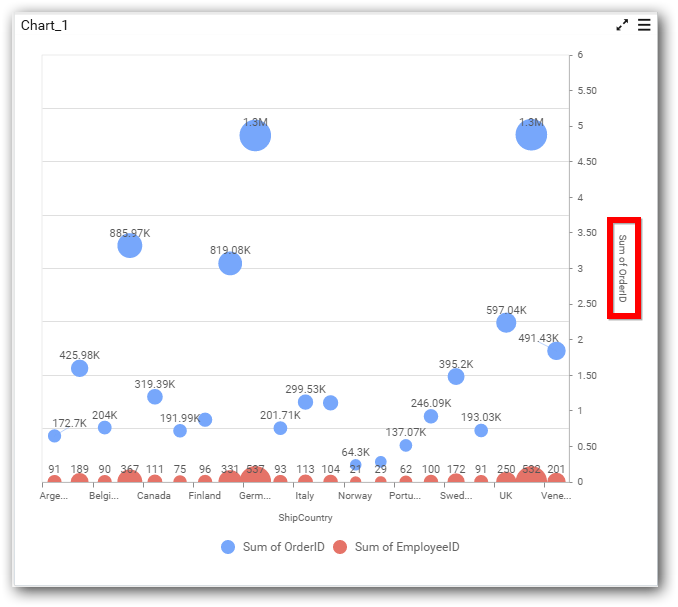 Chart_1
6
5.50
5
4.50
4
3.50
3
2.50
2
1.50
1
0.50
0
Sum of OrderID
1.3M
1.3M
885.97K
819.08K
597.04K
491.43K
425.98K
395.2K
319.39K
299.53K
246.09K
172.7K
204K
191.99K
201.71K
193.03K
137.07K
64.3K
91 189 90 367 111 75 96 331 537 93 113 104 21 29 62 100 172 91 250 532 201
Arge... Belgi... Canada Finland Germ... Italy Norway Portu... Swed... UK Vene...
ShipCountry
Sum of OrderID Sum of EmployeeID